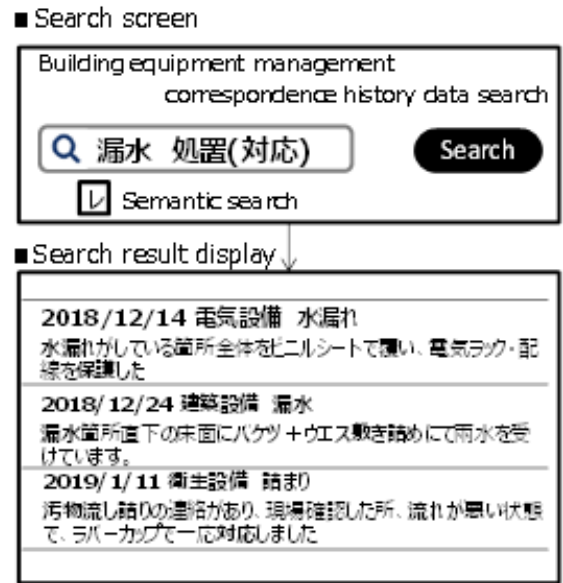 ■ Search screen
Building equipment management
correspondence history data search
漏水 処置(対応)
Search
レ Semantic search
■ Search result display
2018/12/14 電気設備 水漏れ
水漏れがしている箇所全体をビニルシートで覆い、電気ラック・配
線を保護した
2018/12/24 建築設備 漏水
漏水箇所直下の床面にバケツ+ウエス敷き詰めにて雨水を受
けています。
2019/1/11 衛生設備 詰まり
汚物流し詰りの連絡があり、現場確認した所、流れが悪い状態
で、ラバーカップで一応対応しました